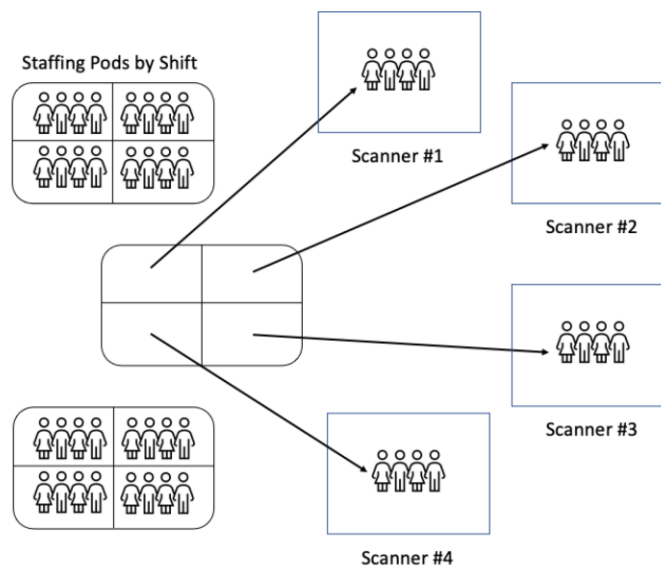 Staffing Pods by Shift
Scanner #1
Scanner #2
Scanner #3
Scanner #4